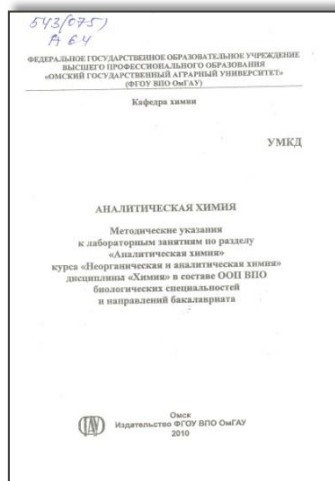 543(075)
А 64
ФЕДЕРАЛЬНОЕ ГОСУДАРСТВЕННОЕ ОБРАЗОВАТЕЛЬНОЕ УЧРЕЖДЕНИЕ
ВЫСШЕГО ПРОФЕССИОНАЛЬНОГО ОБРАЗОВАНИЯ
«ОМСКИЙ ГОСУДАРСТВЕННЫЙ АГРАРНЫЙ УНИВЕРСИТЕТ»
(ФГОУ ВПО ОмГАУ)
Кафедра химии
УМКД
АНАЛИТИЧЕСКАЯ ХИМИЯ
Методические указания
к лабораторным занятиям по разделу
«Аналитическая химия»
курса «Неорганическая и аналитическая химия»
дисциплины «Химия» в составе ООП ВПО
биологических специальностей
и направлений бакалавриата
ГАУ
Омск
Издательство ФГОУ ВПО ОмГАУ
2010